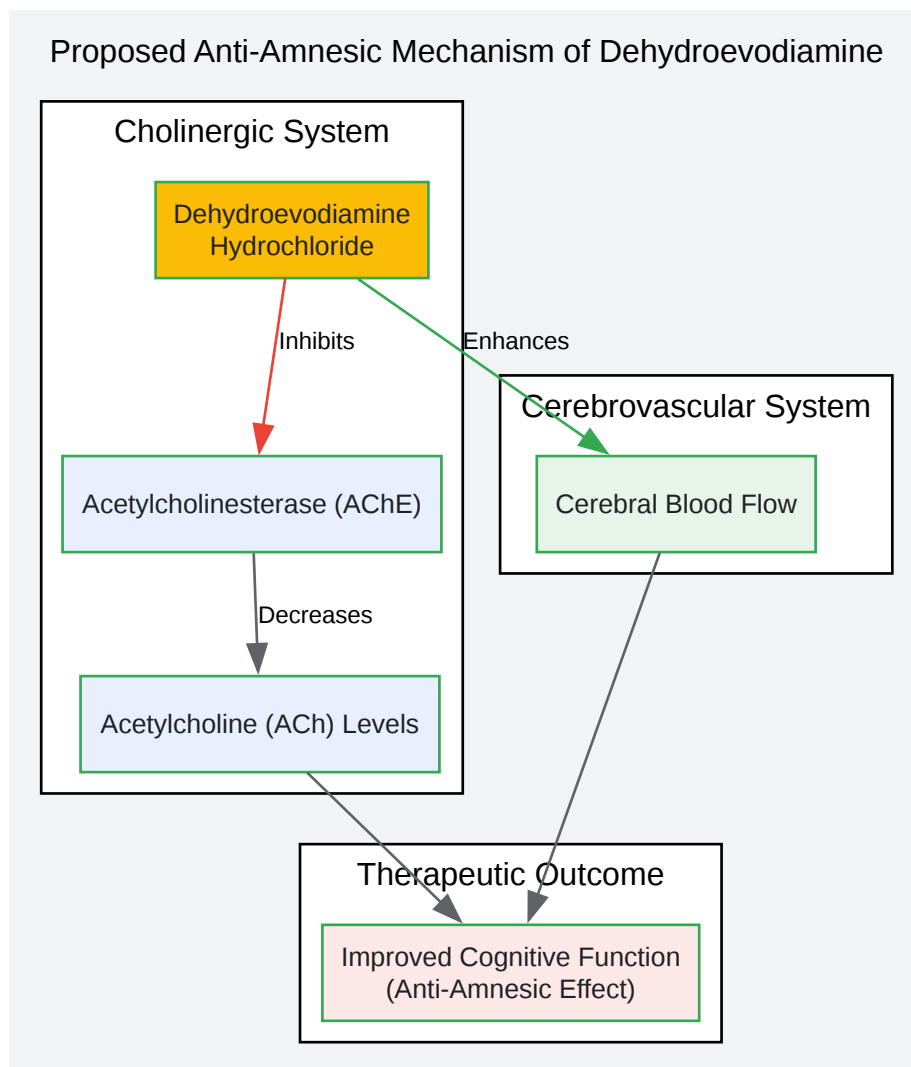 Proposed Anti-Amnesic Mechanism of Dehydroevodiamine
Cholinergic System
Dehydroevodiamine
Hydrochloride
Inhibits
Enhances
Cerebrovascular System
Acetylcholinesterase (AChE)
Cerebral Blood Flow
Decreases
Acetylcholine (ACh) Levels
Therapeutic Outcome
Improved Cognitive Function
(Anti-Amnesic Effect)